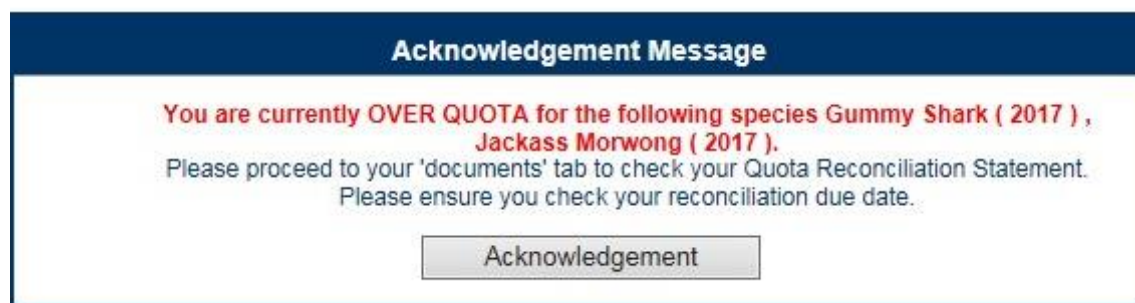 Acknowledgement Message
You are currently OVER QUOTA for the following species Gummy Shark ( 2017 ) ,
Jackass Morwong ( 2017 ).
Please proceed to your 'documents' tab to check your Quota Reconciliation Statement.
Please ensure you check your reconciliation due date.
Acknowledgement